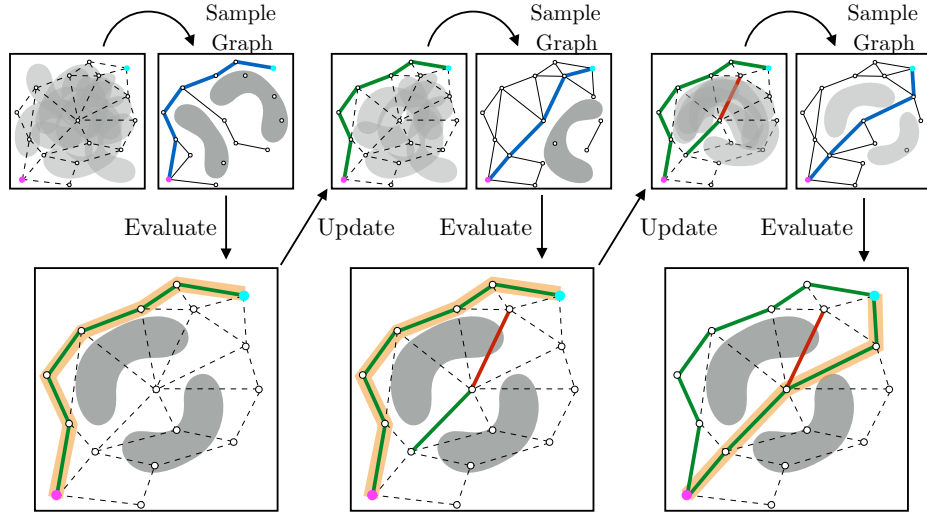 Sample
Graph
Sample
Graph
Sample
Graph
Evaluate
Update
Evaluate
Update
Evaluate